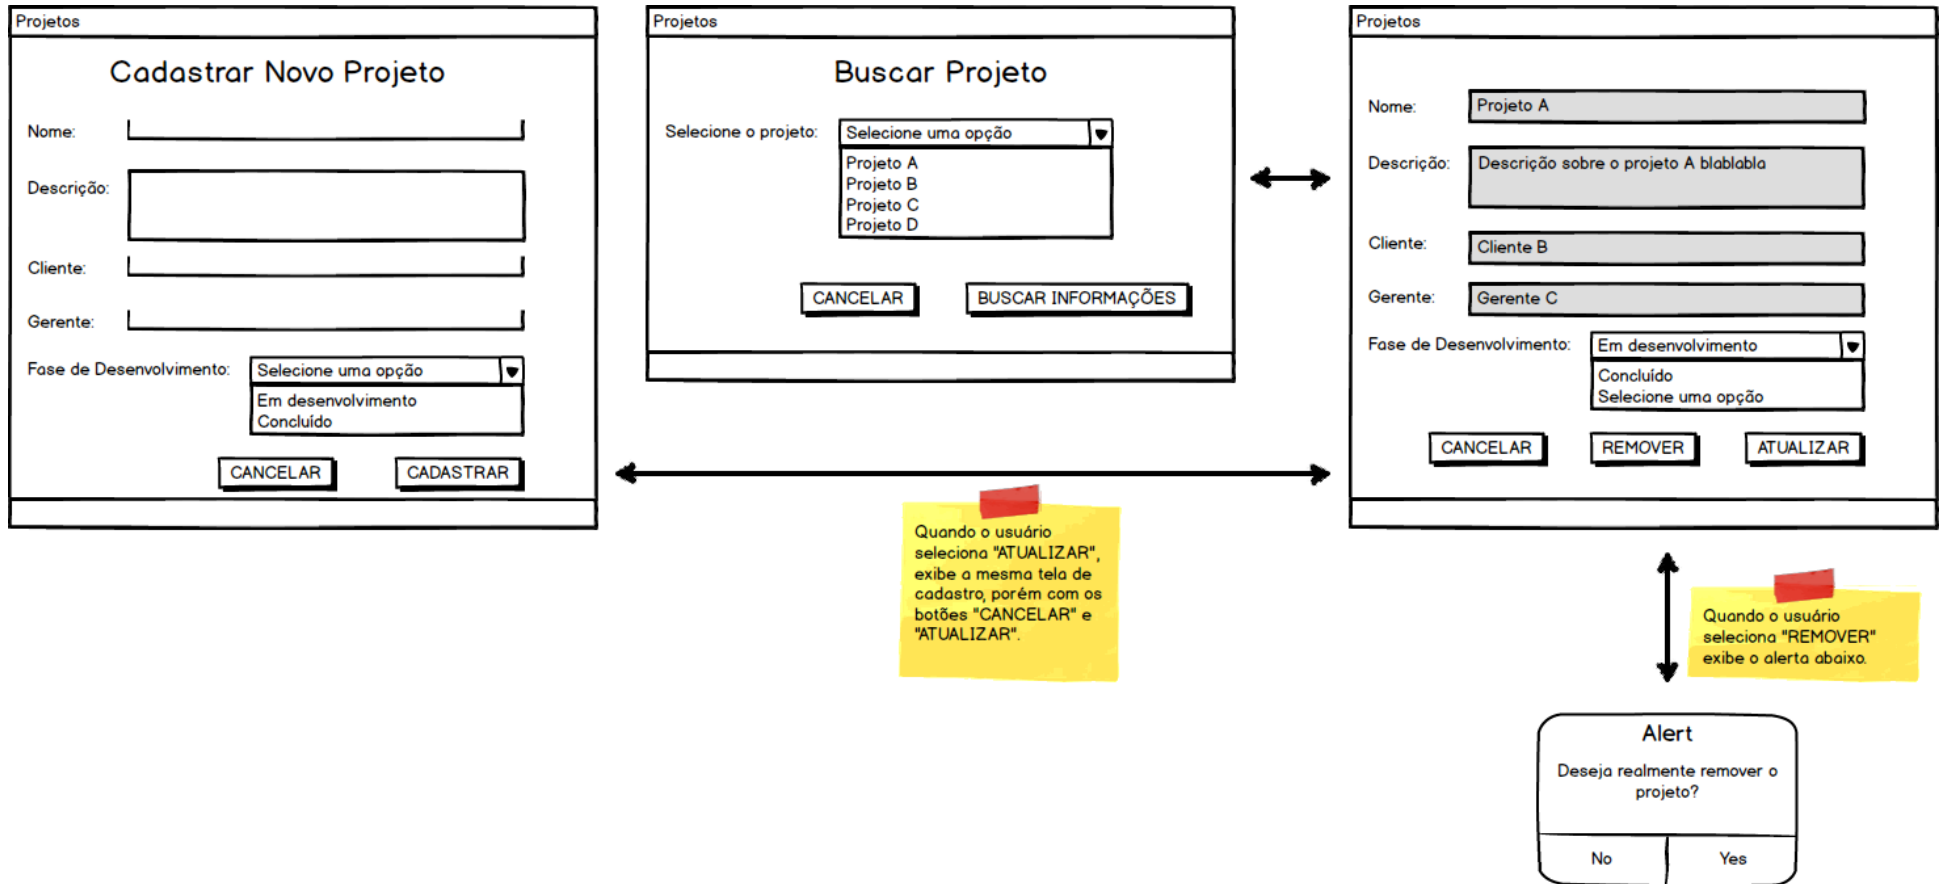 Projetos
Cadastrar Novo Projeto
Nome:
Descrição:
Cliente:
Gerente:
Fase de Desenvolvimento:
Selecione uma opção
Em desenvolvimento
Concluído
CANCELAR
CADASTRAR
Projetos
Buscar Projeto
Selecione o projeto:
Selecione uma opção
Projeto A
Projeto B
Projeto C
Projeto D
CANCELAR
BUSCAR INFORMAÇÕES
Projetos
Nome:
Projeto A
Descrição:
Descrição sobre o projeto A blablabla
Cliente:
Cliente B
Gerente:
Gerente C
Fase de Desenvolvimento:
Em desenvolvimento
Concluído
Selecione uma opção
CANCELAR
REMOVER
ATUALIZAR
Quando o usuário
seleciona "ATUALIZAR",
exibe a mesma tela de
cadastro, porém com os
botões "CANCELAR" e
"ATUALIZAR".
Quando o usuário
seleciona "REMOVER"
exibe o alerta abaixo.
Alert
Deseja realmente remover o
projeto?
No
Yes